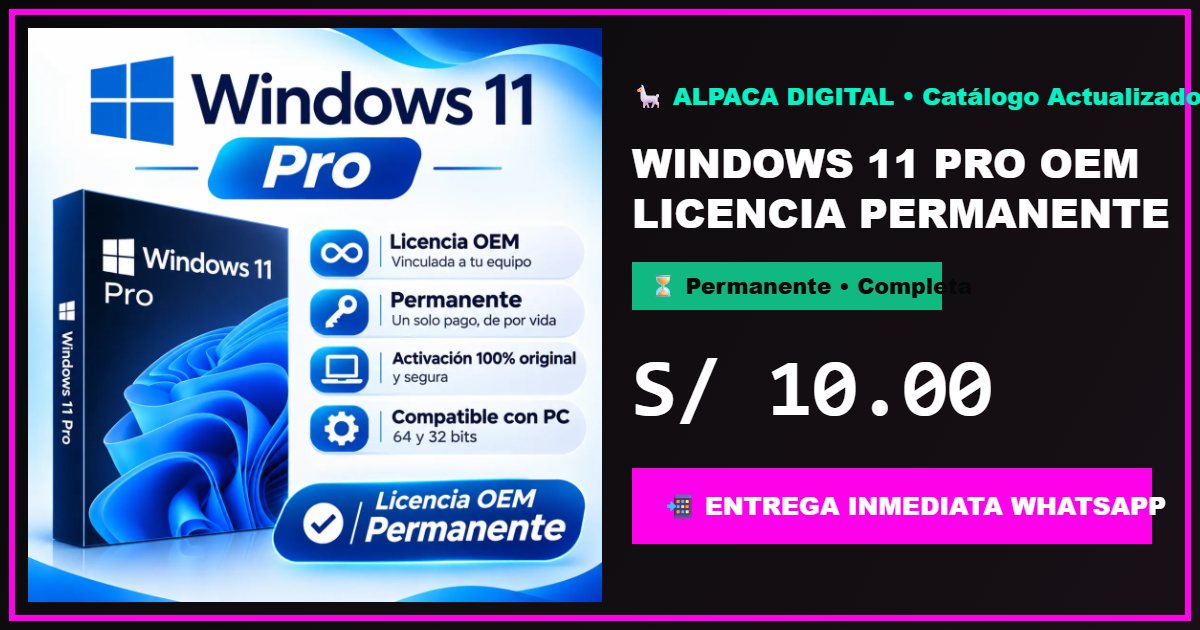 Windows 11
Pro
Windows 11
Pro
Windows 11 Pro
Licencia OEM
Vinculada a tu equipo
Permanente
Un solo pago, de por vida
Activación 100% original
y segura
Compatible con PC
64 y 32 bits
Licencia OEM
Permanente
🦙 ALPACA DIGITAL • Catálogo Actualizado
WINDOWS 11 PRO OEM
LICENCIA PERMANENTE
⏳ Permanente • Completa
S/ 10.00
📲 ENTREGA INMEDIATA WHATSAPP